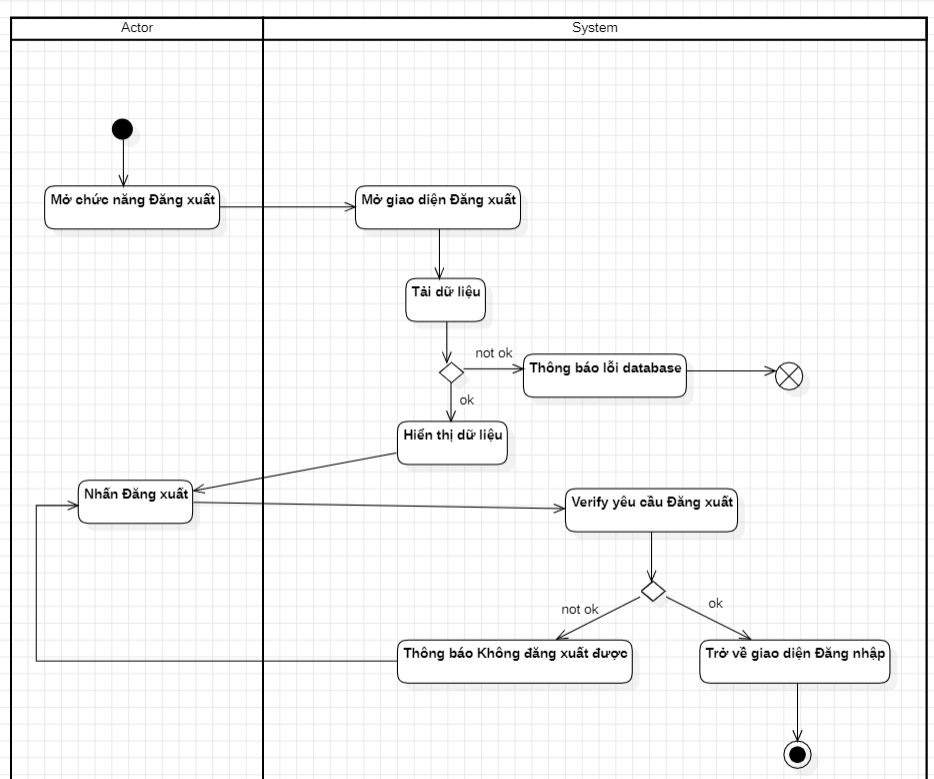 Actor
System
Mở chức năng Đăng xuất
Mở giao diện Đăng xuất
Tải dữ liệu
not ok
Thông báo lỗi database
ok
Hiển thị dữ liệu
Nhấn Đăng xuất
Verify yêu cầu Đăng xuất
not ok
ok
Thông báo Không đăng xuất được
Trở về giao diện Đăng nhập